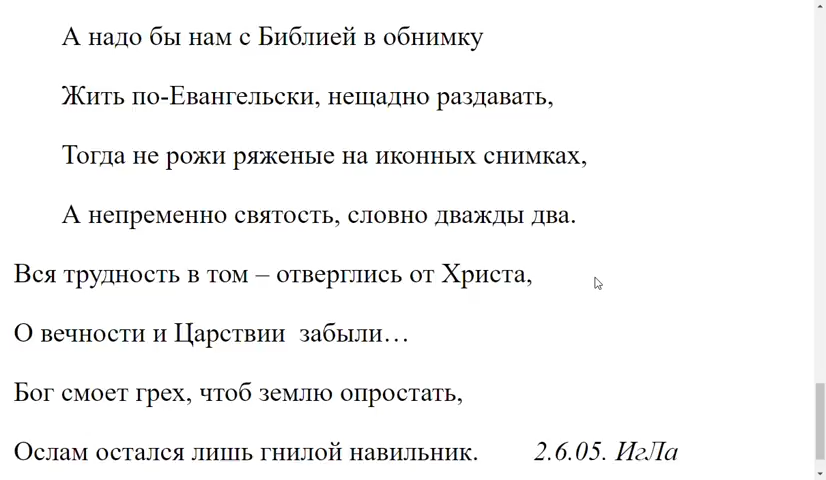 А надо бы нам с Библией в обнимку
Жить по-Евангельски, нещадно раздавать,
Тогда не рожи ряженые на иконных снимках,
А непременно святость, словно дважды два.
Вся трудность в том – отверглись от Христа,
О вечности и Царствии  забыли…
Бог смоет грех, чтоб землю опростать,
Ослам остался лишь гнилой навильник. 2.6.05. ИгЛа